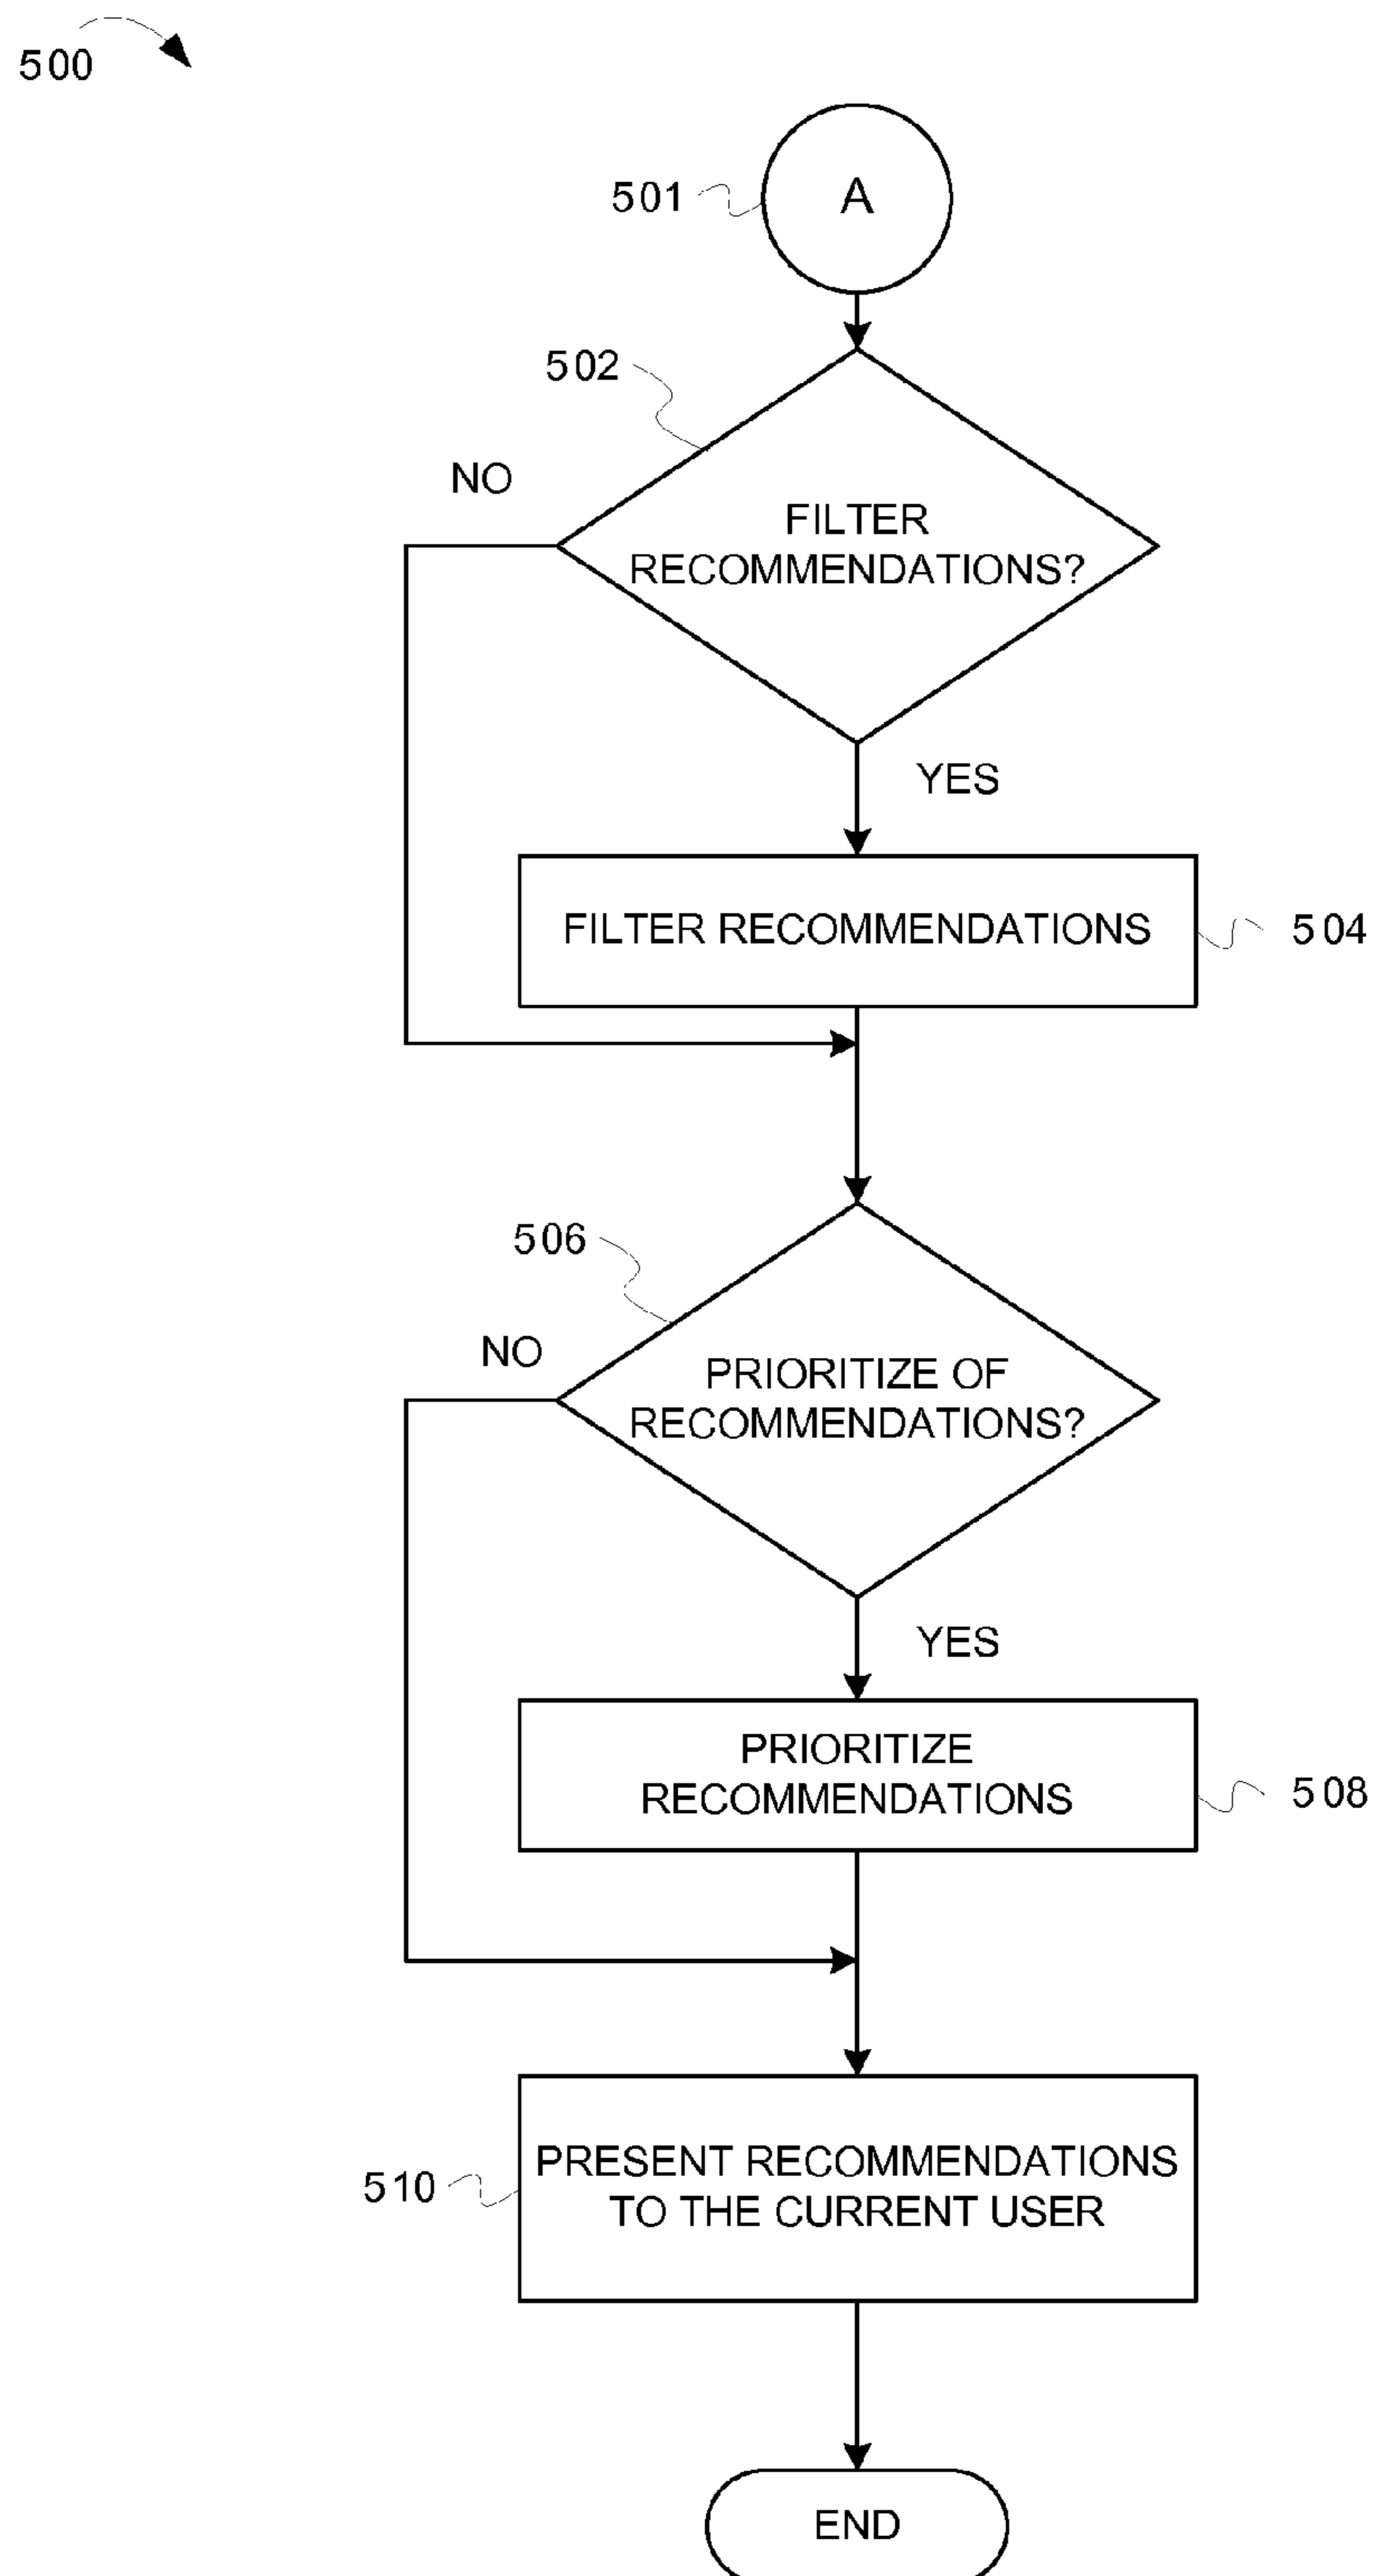 500
501
A
502
NO
FILTER
RECOMMENDATIONS?
YES
FILTER RECOMMENDATIONS
504
506
NO
PRIORITIZE OF
RECOMMENDATIONS?
YES
PRIORITIZE
RECOMMENDATIONS
508
PRESENT RECOMMENDATIONS
TO THE CURRENT USER
510
END